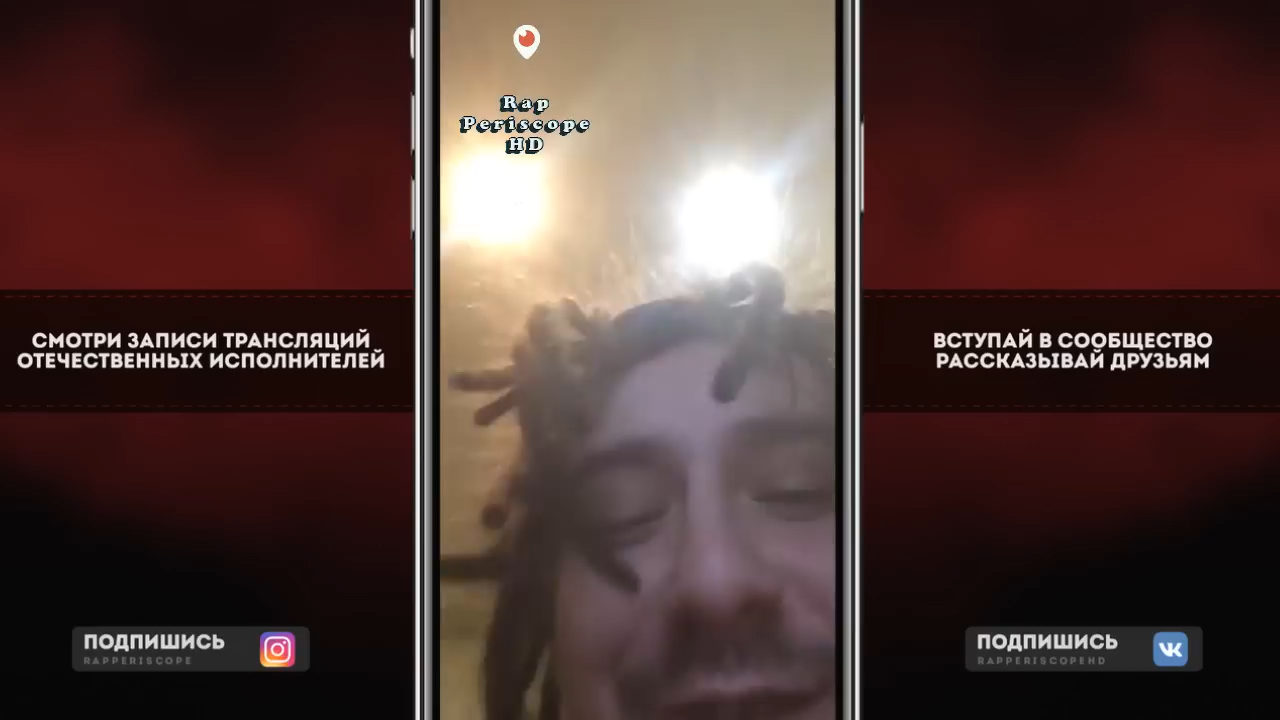 Rap
Periscope
HD
СМОТРИ ЗАПИСИ ТРАНСЛЯЦИЙ
ОТЕЧЕСТВЕННЫХ ИСПОЛНИТЕЛЕЙ
ВСТУПАЙ В СООБЩЕСТВО
РАССКАЗЫВАЙ ДРУЗЬЯМ
ПОДПИШИСЬ
RAPPERISCOPE
ПОДПИШИСЬ
RAPPERISCOPEHD